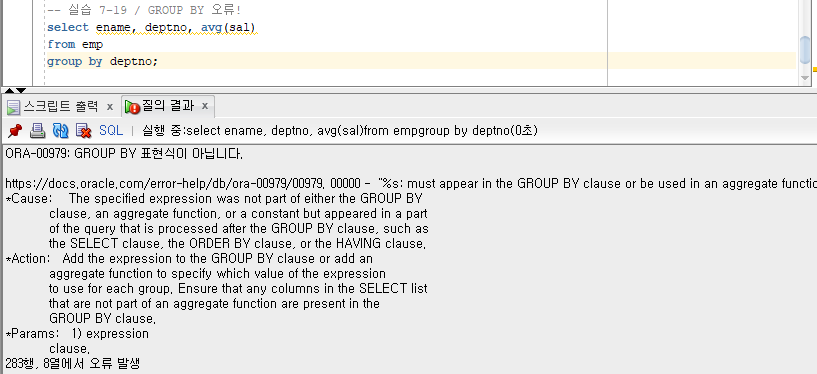 -- 실습 7-19 / GROUP BY 오류!
select ename, deptno, avg(sal)
from emp
group by deptno;
스크립트 출력 x 질의 결과 x
SQL | 실행 중:select ename, deptno, avg(sal)from empgroup by deptno(0초)
ORA-00979: GROUP BY 표현식이 아닙니다.
https://docs.oracle.com/error-help/db/ora-00979/00979. 00000 - "%s: must appear in the GROUP BY clause or be used in an aggregate
*Cause: The specified expression was not part of either the GROUP BY
clause, an aggregate function, or a constant but appeared in a part
of the query that is processed after the GROUP BY clause, such as
the SELECT clause, the ORDER BY clause, or the HAVING clause.
*Action: Add the expression to the GROUP BY clause or add an
aggregate function to specify which value of the expression
to use for each group. Ensure that any columns in the SELECT list
that are not part of an aggregate function are present in the
GROUP BY clause.
*Params: 1) expression
clause.
283행, 8열에서 오류 발생